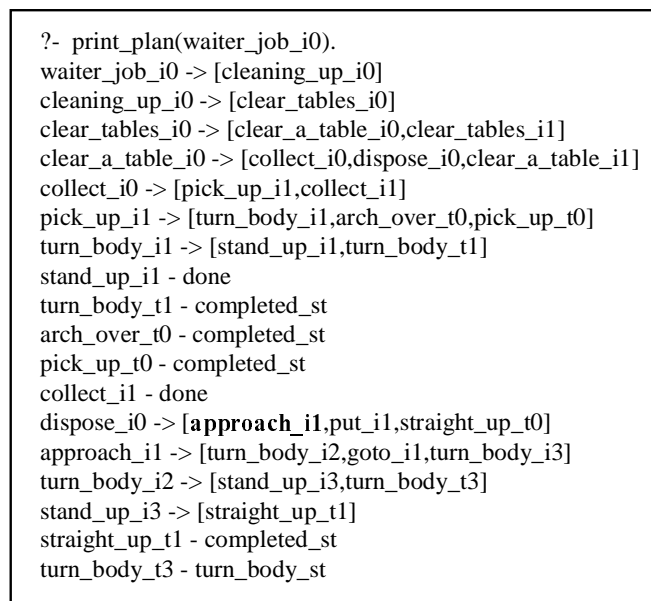 ?- print_plan(waiter_job_i0).
waiter_job_i0 -> [cleaning_up_i0]
cleaning_up_i0 -> [clear_tables_i0]
clear_tables_i0 -> [clear_a_table_i0,clear_tables_i1]
clear_a_table_i0 -> [collect_i0,dispose_i0,clear_a_table_i1]
collect_i0 -> [pick_up_i1,collect_i1]
pick_up_i1 -> [turn_body_i1,arch_over_t0,pick_up_t0]
turn_body_i1 -> [stand_up_i1,turn_body_t1]
stand_up_i1 - done
turn_body_t1 - completed_st
arch_over_t0 - completed_st
pick_up_t0 - completed_st
collect_i1 - done
dispose_i0 -> [approach_i1,put_i1,straight_up_t0]
approach_i1 -> [turn_body_i2,goto_i1,turn_body_i3]
turn_body_i2 -> [stand_up_i3,turn_body_t3]
stand_up_i3 -> [straight_up_t1]
straight_up_t1 - completed_st
turn_body_t3 - turn_body_st